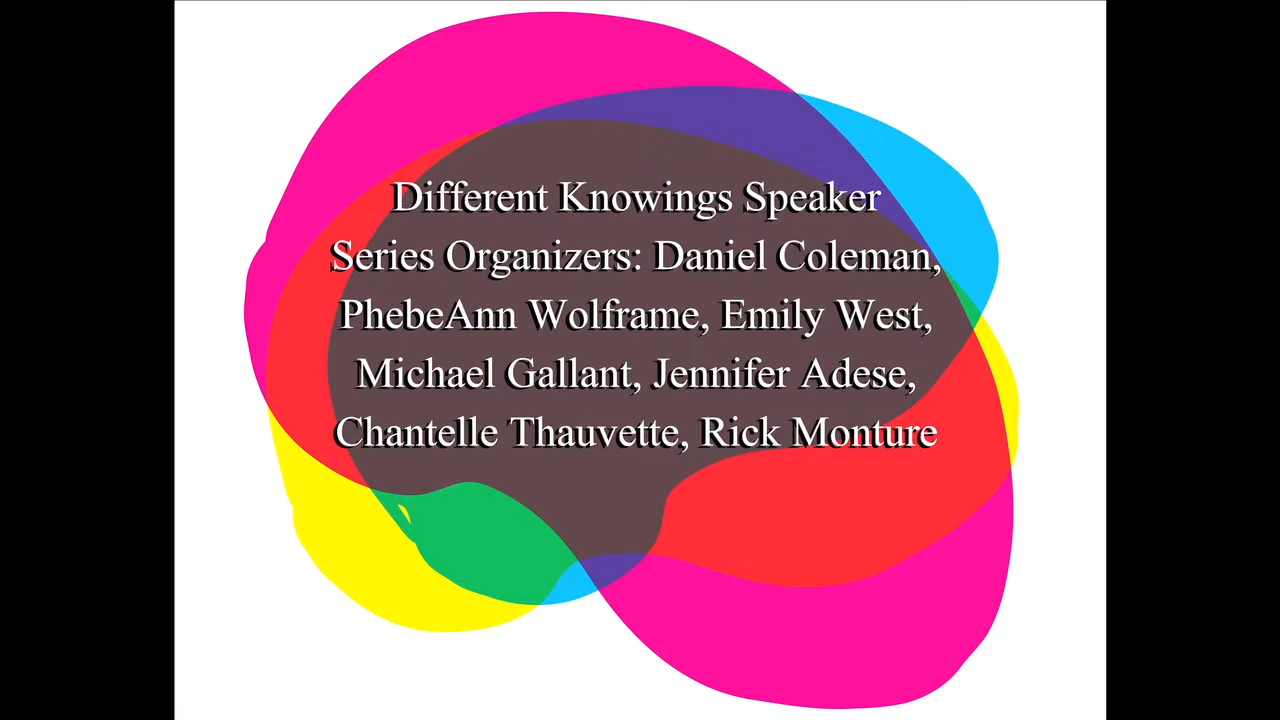 Different Knowings Speaker
Series Organizers: Daniel Coleman,
PhebeAnn Wolframe, Emily West,
Michael Gallant, Jennifer Adese,
Chantelle Thauvette, Rick Monture